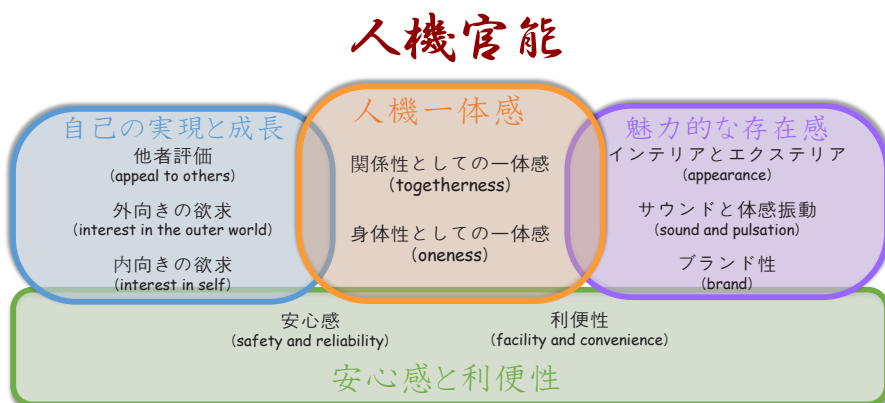 人機官能
自己の実現と成長
他者評価
(appeal to others)
外向きの欲求
(interest in the outer world)
内向きの欲求
(interest in self)
人機一体感
関係性としての一体感
(togetherness)
身体性としての一体感
(oneness)
魅力的な存在感
インテリアとエクステリア
(appearance)
サウンドと体感振動
(sound and pulsation)
ブランド性
(brand)
安心感
(safety and reliability)
利便性
(facility and convenience)
安心感と利便性